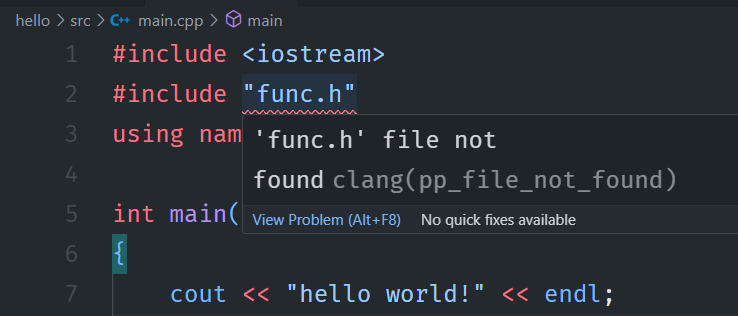 hello > src > C++ main.cpp > main
1 #include <iostream>
2 #include "func.h"
3 using nam
'func.h' file not
found clang(pp_file_not_found)
View Problem (Alt+F8) No quick fixes available
4
5 int main(
6 {
7 cout << "hello world!" << endl;